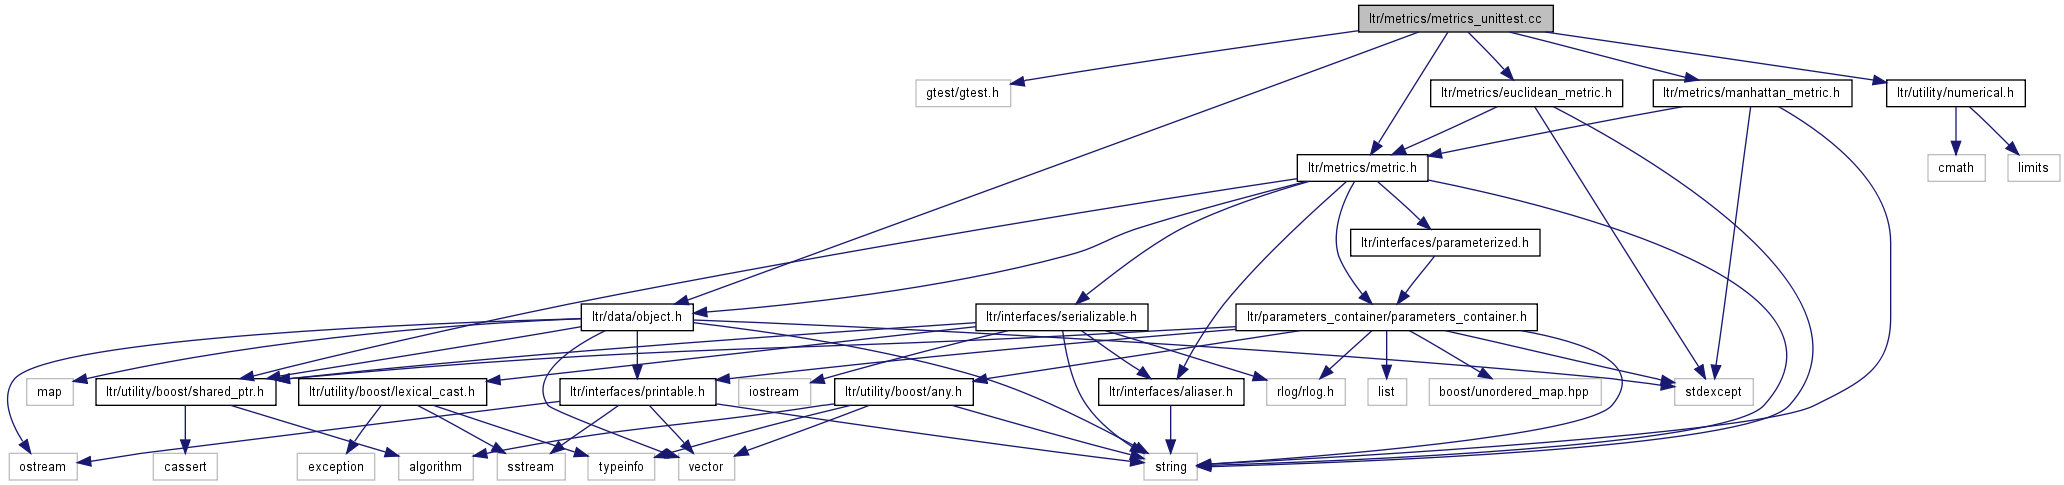 ltr/metrics/metrics_unittest.cc
gtest/gtest.h
ltr/metrics/euclidean_metric.h
ltr/metrics/manhattan_metric.h
ltr/utility/numerical.h
ltr/metrics/metric.h
cmath
limits
ltr/interfaces/parameterized.h
ltr/data/object.h
ltr/interfaces/serializable.h
ltr/parameters_container/parameters_container.h
map
ltr/utility/boost/shared_ptr.h
ltr/utility/boost/lexical_cast.h
ltr/interfaces/printable.h
iostream
ltr/utility/boost/any.h
ltr/interfaces/aliaser.h
rlog/rlog.h
list
boost/unordered_map.hpp
stdexcept
ostream
cassert
exception
algorithm
sstream
typeinfo
vector
string